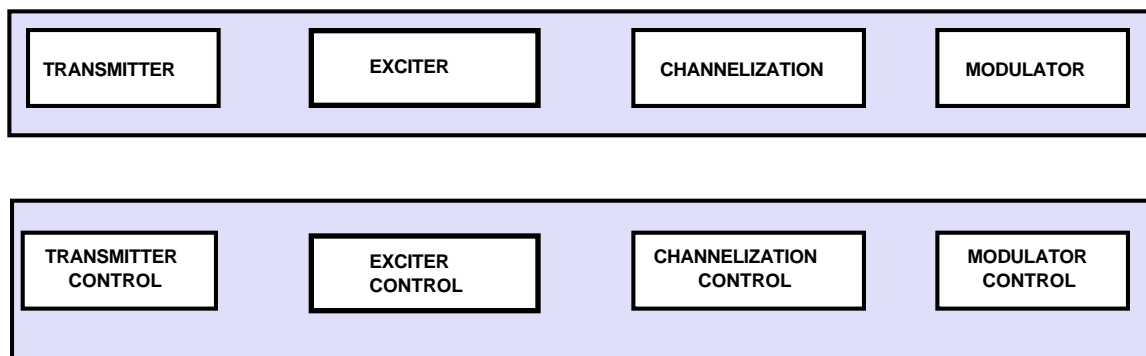 TRANSMITTER
EXCITER
CHANNELIZATION
MODULATOR
TRANSMITTER
CONTROL
EXCITER
CONTROL
CHANNELIZATION
CONTROL
MODULATOR
CONTROL